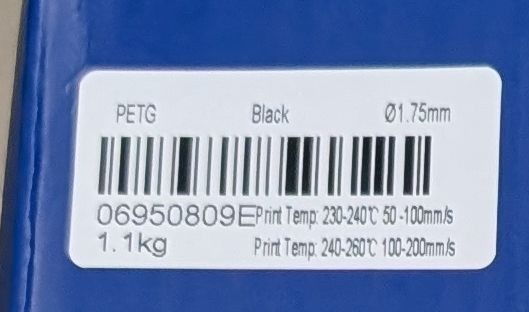 PETG Black Ø1.75mm
06950809E Print Temp: 230-240℃ 50-100mm/s
1.1kg Print Temp: 240-260℃ 100-200mm/s